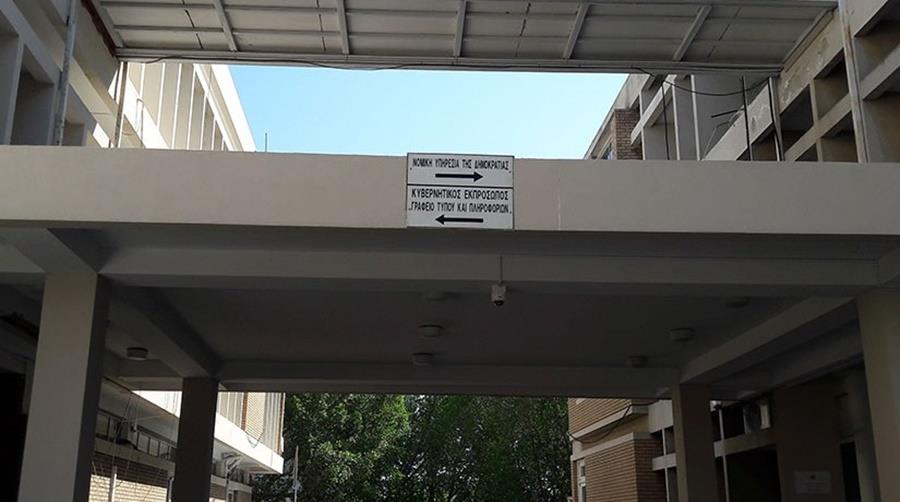 ΝΟΜΙΚΗ ΥΠΗΡΕΣΙΑ ΤΗΣ ΔΗΜΟΚΡΑΤΙΑΣ
ΚΥΒΕΡΝΗΤΙΚΟΣ ΕΚΠΡΟΣΩΠΟΣ
ΓΡΑΦΕΙΟ ΤΥΠΟΥ ΚΑΙ ΠΛΗΡΟΦΟΡΙΩΝ